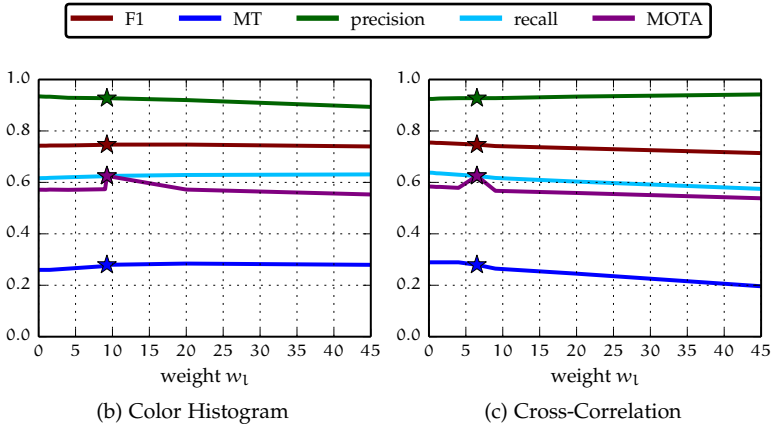 F1 MT precision recall MOTA
1.0 1.0
0.8 0.8
0.6 0.6
0.4 0.4
0.2 0.2
0.0 0.0
0 5 10 15 20 25 30 35 40 45 0 5 10 15 20 25 30 35 40 45
weight w_l weight w_l
(b) Color Histogram (c) Cross-Correlation